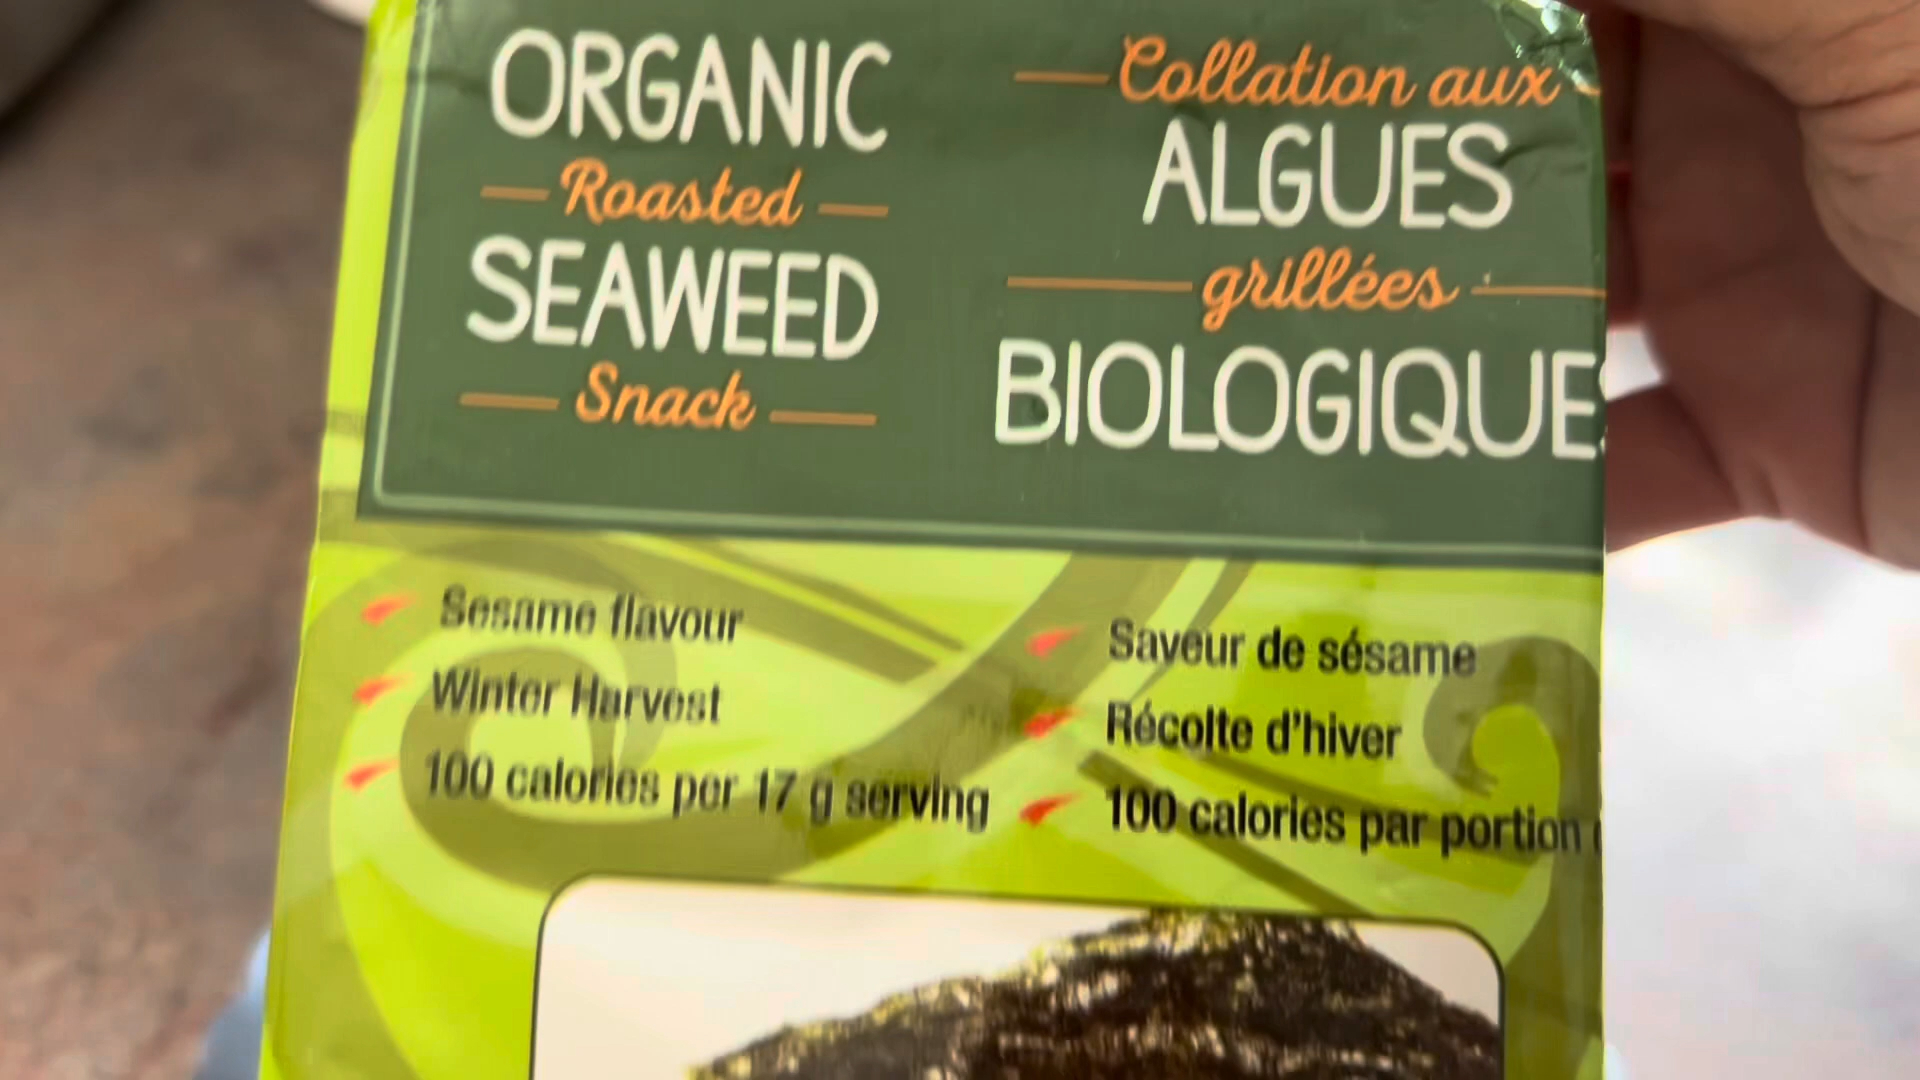 ORGANIC
Roasted
SEAWEED
Snack
Collation aux
ALGUES
grillées
BIOLOGIQUES
Sesame flavour
Winter Harvest
100 calories per 17 g serving
Saveur de sésame
Récolte d'hiver
100 calories par portion